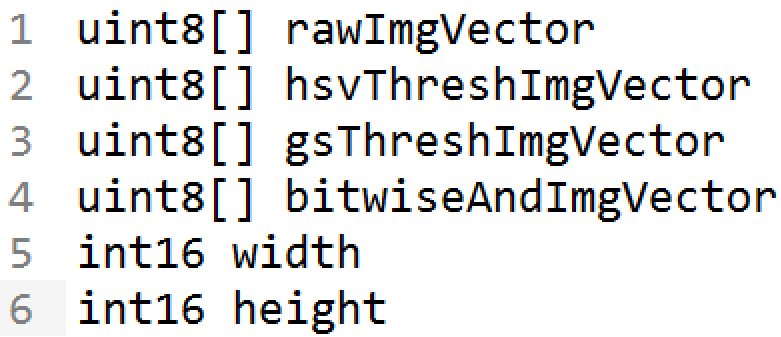 1 uint8[] rawImgVector
2 uint8[] hsvThreshImgVector
3 uint8[] gsThreshImgVector
4 uint8[] bitwiseAndImgVector
5 int16 width
6 int16 height